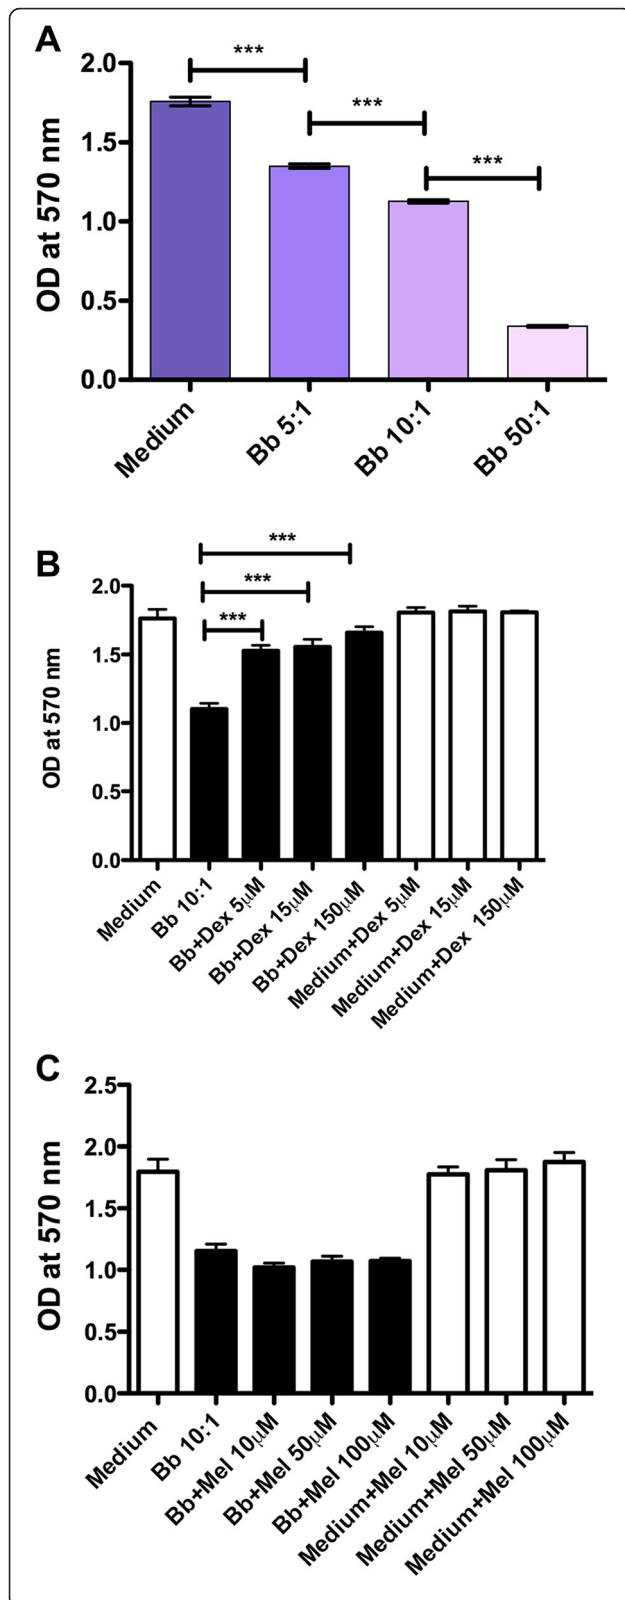 A
***
***
***
2.0
1.5
1.0
0.5
0.0
OD at 570 nm
Medium
Bb 5:1
Bb 10:1
Bb 50:1
B
***
***
***
2.0
1.5
1.0
0.5
0.0
OD at 570 nm
Medium
Bb 10:1
Bb+Dex 5μM
Bb+Dex 15μM
Bb+Dex 150μM
Medium+Dex 5μM
Medium+Dex 15μM
Medium+Dex 150μM
C
2.5
2.0
1.5
1.0
0.5
0.0
OD at 570 nm
Medium
Bb 10:1
Bb+Mel 10μM
Bb+Mel 50μM
Bb+Mel 100μM
Medium+Mel 10μM
Medium+Mel 50μM
Medium+Mel 100μM